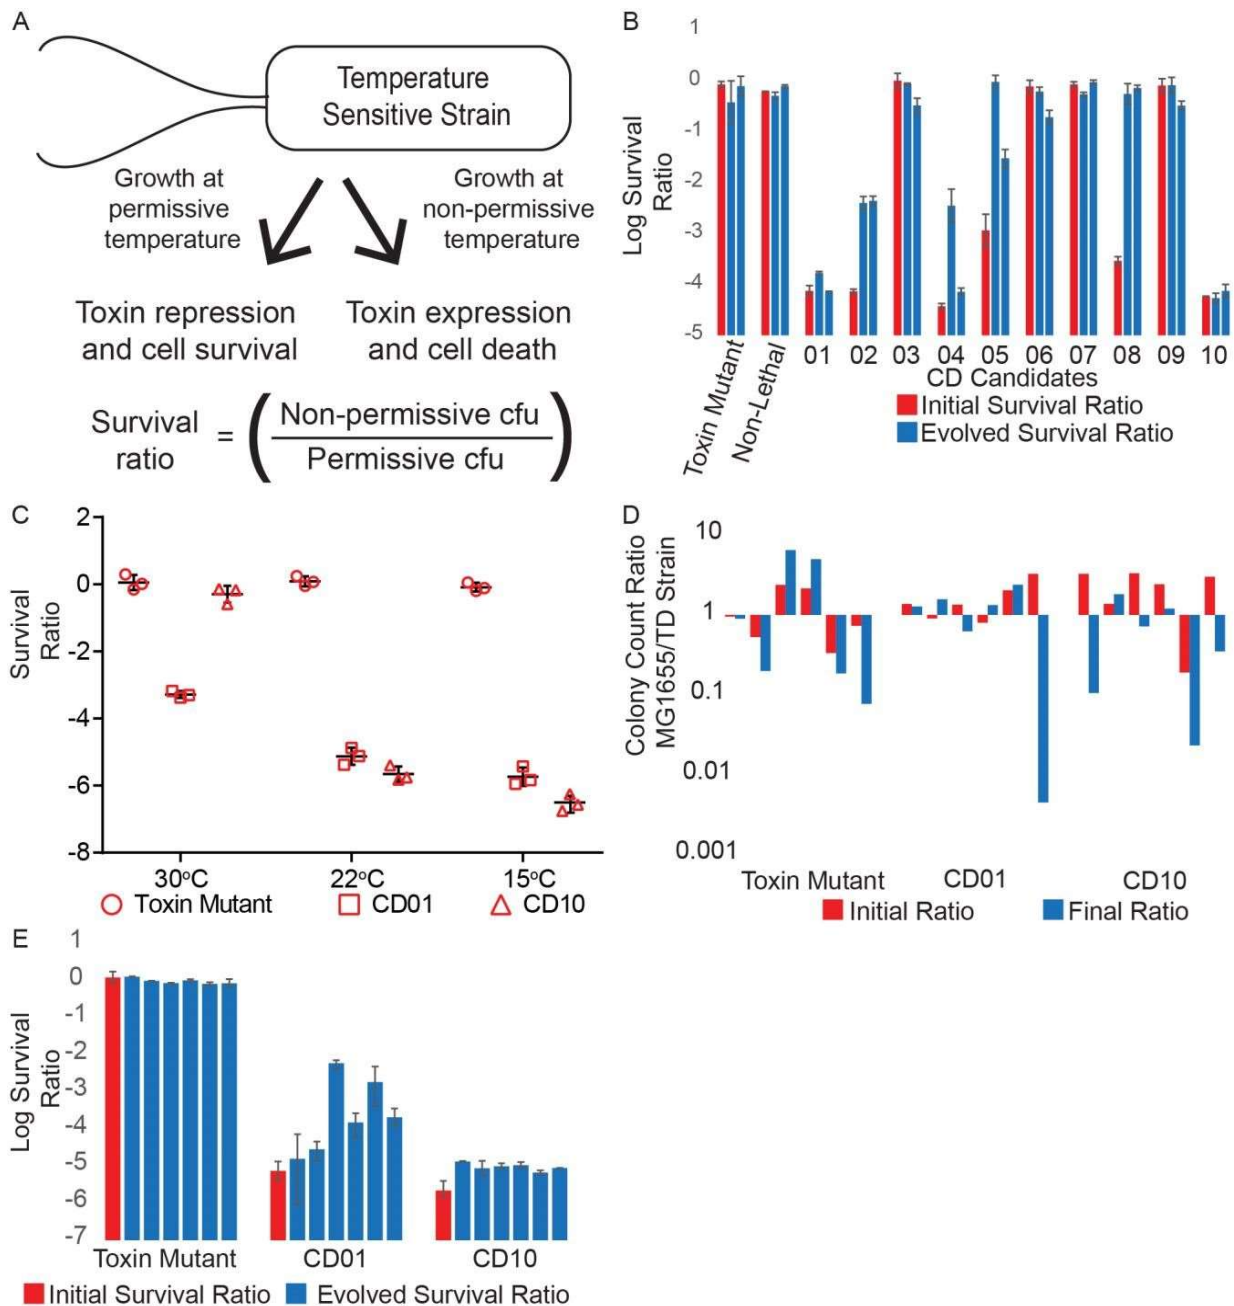 A
Temperature
Sensitive Strain
Growth at
permissive
temperature
Growth at
non-permissive
temperature
Toxin repression
and cell survival
Toxin expression
and cell death
Survival
ratio
=
Non-permissive cfu
Permissive cfu
B
Log Survival
Ratio
1
0
-1
-2
-3
-4
-5
Toxin Mutant
Non-Lethal
01 02 03 04 05 06 07 08 09 10
CD Candidates
Initial Survival Ratio
Evolved Survival Ratio
C
Survival
Ratio
2
0
-2
-4
-6
-8
30°C 22°C 15°C
Toxin Mutant CD01 CD10
D
Colony Count Ratio
MG1655/TD Strain
10
1
0.1
0.01
0.001
Toxin Mutant CD01 CD10
Initial Ratio Final Ratio
E
Log Survival
Ratio
1
0
-1
-2
-3
-4
-5
-6
-7
Toxin Mutant CD01 CD10
Initial Survival Ratio Evolved Survival Ratio